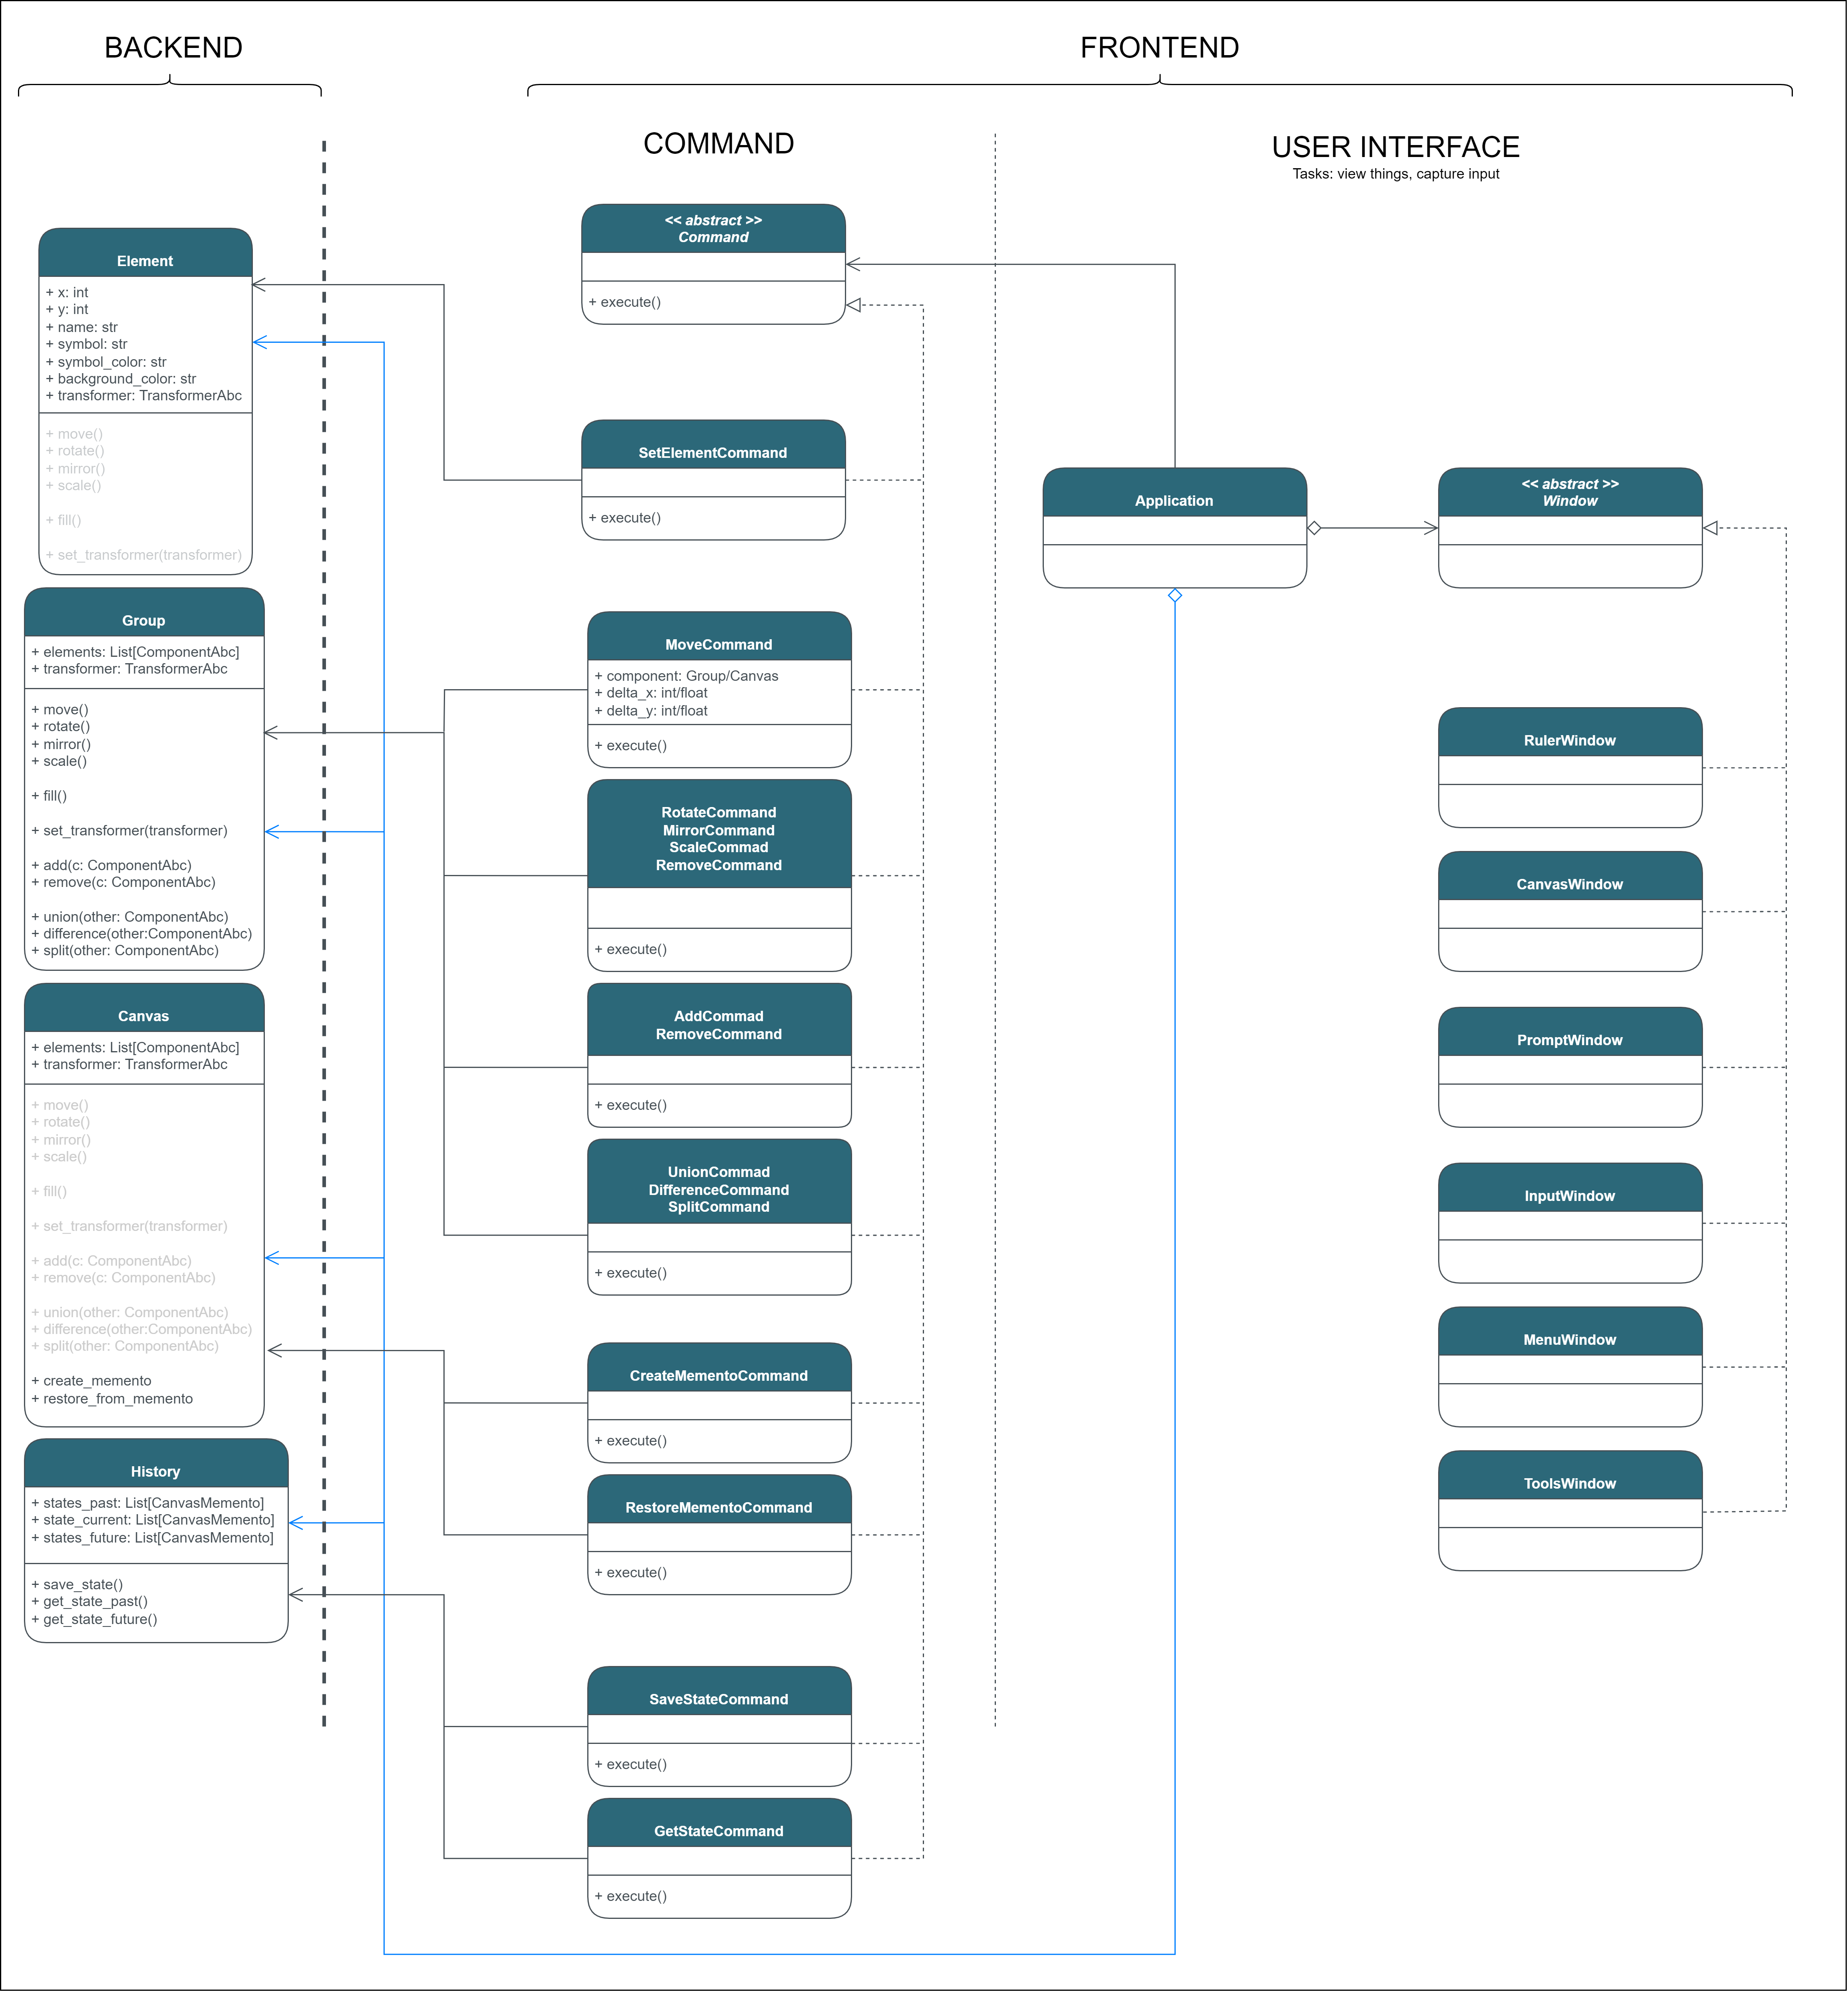 BACKEND
FRONTEND
COMMAND
USER INTERFACE
Tasks: view things, capture input
Element
+ x: int
+ y: int
+ name: str
+ symbol: str
+ symbol_color: str
+ background_color: str
+ transformer: TransformerAbc
+ move()
+ rotate()
+ mirror()
+ scale()
+ fill()
+ set_transformer(transformer)
Group
+ elements: List[ComponentAbc]
+ transformer: TransformerAbc
+ move()
+ rotate()
+ mirror()
+ scale()
+ fill()
+ set_transformer(transformer)
+ add(c: ComponentAbc)
+ remove(c: ComponentAbc)
+ union(other: ComponentAbc)
+ difference(other:ComponentAbc)
+ split(other: ComponentAbc)
Canvas
+ elements: List[ComponentAbc]
+ transformer: TransformerAbc
+ move()
+ rotate()
+ mirror()
+ scale()
+ fill()
+ set_transformer(transformer)
+ add(c: ComponentAbc)
+ remove(c: ComponentAbc)
+ union(other: ComponentAbc)
+ difference(other:ComponentAbc)
+ split(other: ComponentAbc)
+ create_memento
+ restore_from_memento
History
+ states_past: List[CanvasMemento]
+ state_current: List[CanvasMemento]
+ states_future: List[CanvasMemento]
+ save_state()
+ get_state_past()
+ get_state_future()
<< abstract >>
Command
+ execute()
SetElementCommand
+ execute()
MoveCommand
+ component: Group/Canvas
+ delta_x: int/float
+ delta_y: int/float
+ execute()
RotateCommand
MirrorCommand
ScaleCommad
RemoveCommand
+ execute()
AddCommad
RemoveCommand
+ execute()
UnionCommad
DifferenceCommand
SplitCommand
+ execute()
CreateMementoCommand
+ execute()
RestoreMementoCommand
+ execute()
SaveStateCommand
+ execute()
GetStateCommand
+ execute()
Application
<< abstract >>
Window
RulerWindow
CanvasWindow
PromptWindow
InputWindow
MenuWindow
ToolsWindow